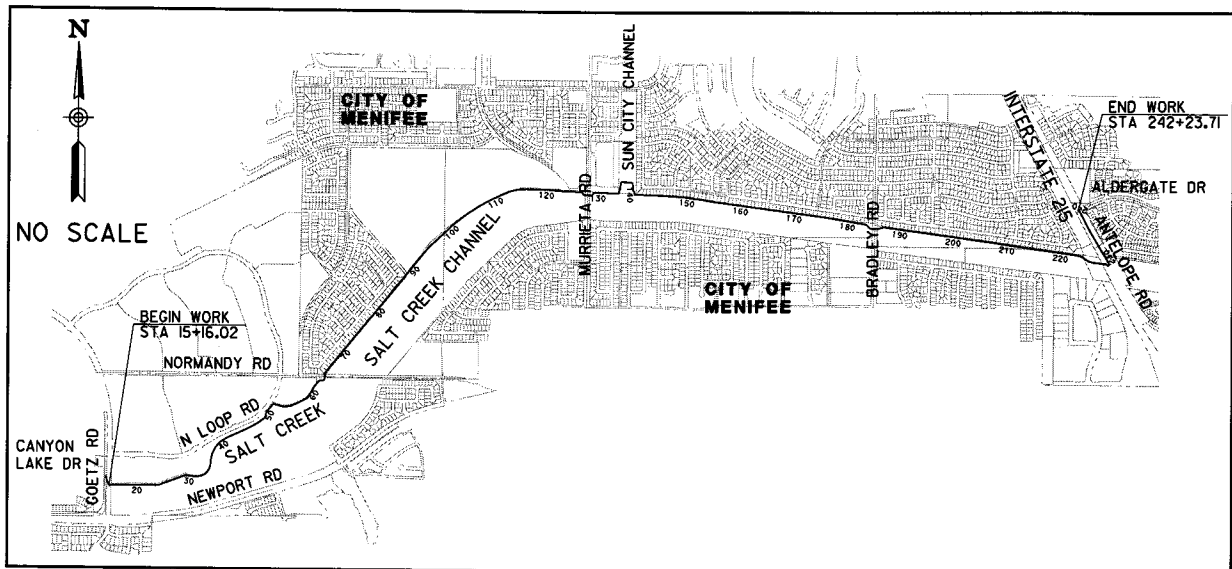 N
NO SCALE
CITY OF
MENIFEE
SUN CITY CHANNEL
INTERSTATE 215
END WORK
STA 242+23.71
ALDERGATE DR
ANTELOPE RD
MURRIETA RD
BRADLEY RD
CITY OF
MENIFEE
SALT CREEK CHANNEL
BEGIN WORK
STA 15+16.02
NORMANDY RD
N LOOP RD
SALT CREEK
NEWPORT RD
CANYON
LAKE DR
GOETZ RD
20
30
40
50
60
70
80
90
100
110
120
130
140
150
160
170
180
190
200
210
220